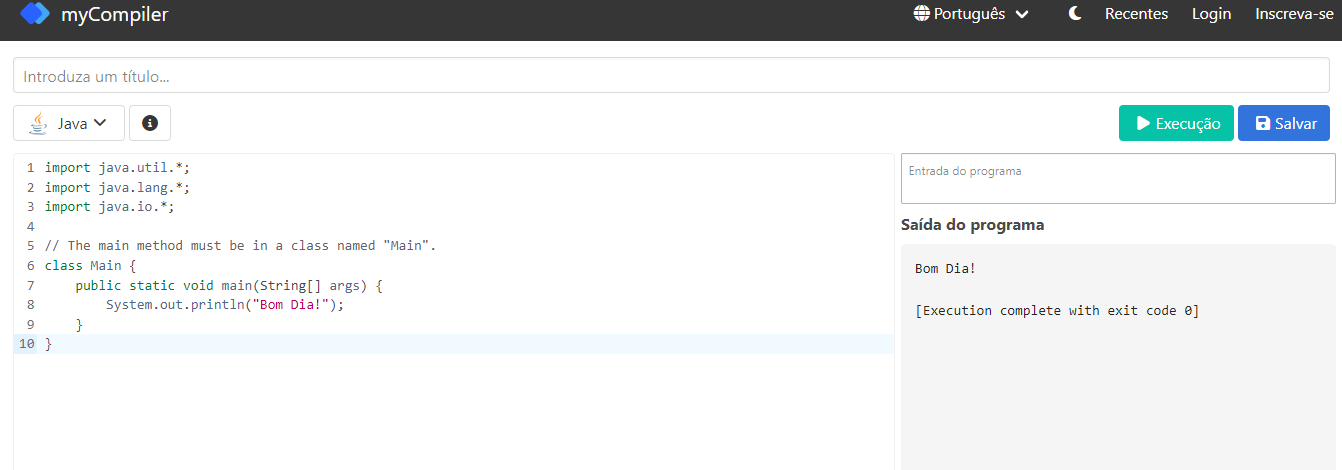 myCompiler
Português
Recentes
Login
Inscreva-se
Introduza um título...
Java
Execução
Salvar
1 import java.util.*;
2 import java.lang.*;
3 import java.io.*;
4
5 // The main method must be in a class named "Main".
6 class Main {
7     public static void main(String[] args) {
8         System.out.println("Bom Dia!");
9     }
10 }
Entrada do programa
Saída do programa
Bom Dia!
[Execution complete with exit code 0]